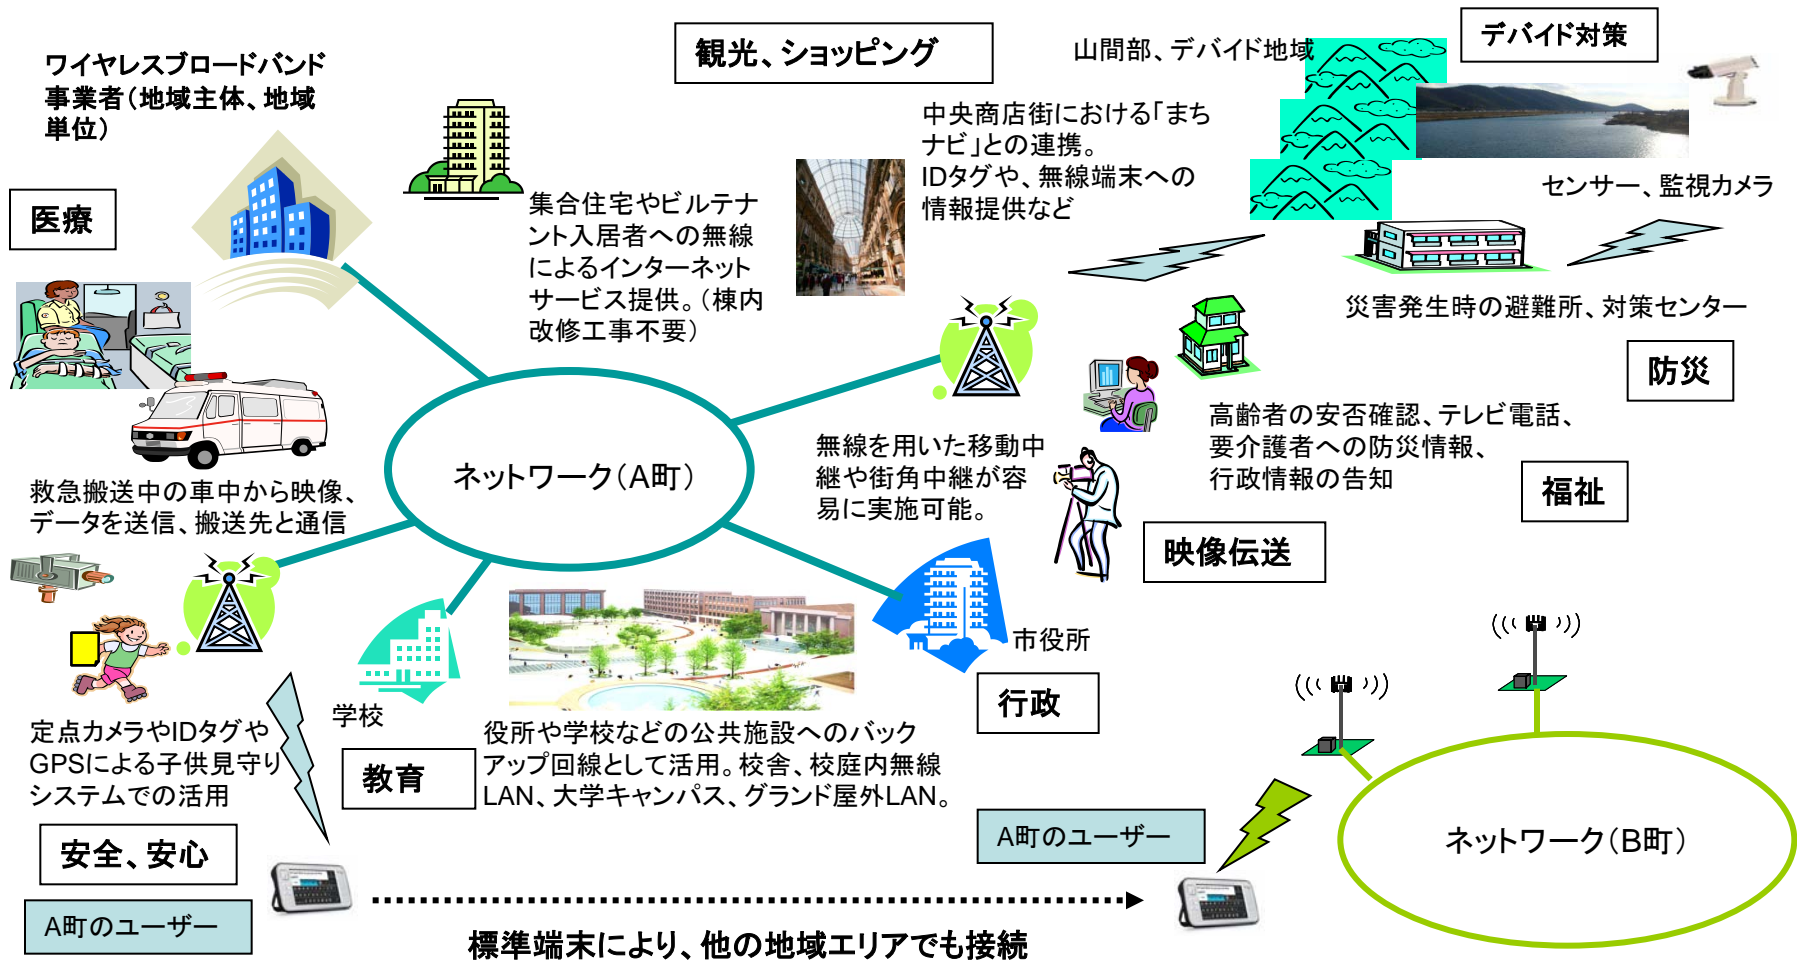 ワイヤレスブロードバンド
事業者（地域主体、地域
単位）
観光、ショッピング
山間部、デバイド地域
デバイド対策
中央商店街における「まち
ナビ」との連携。
IDタグや、無線端末への
情報提供など
センサー、監視カメラ
医療
集合住宅やビルテナ
ント入居者への無線
によるインターネット
サービス提供。（棟内
改修工事不要）
災害発生時の避難所、対策センター
防災
高齢者の安否確認、テレビ電話、
要介護者への防災情報、
行政情報の告知
福祉
ネットワーク（A町）
無線を用いた移動中
継や街角中継が容
易に実施可能。
映像伝送
救急搬送中の車中から映像、
データを送信、搬送先と通信
市役所
行政
学校
教育
役所や学校などの公共施設へのバック
アップ回線として活用。校舎、校庭内無線
LAN、大学キャンパス、グランド屋外LAN。
定点カメラやIDタグや
GPSによる子供見守り
システムでの活用
安全、安心
A町のユーザー
A町のユーザー
ネットワーク（B町）
標準端末により、他の地域エリアでも接続